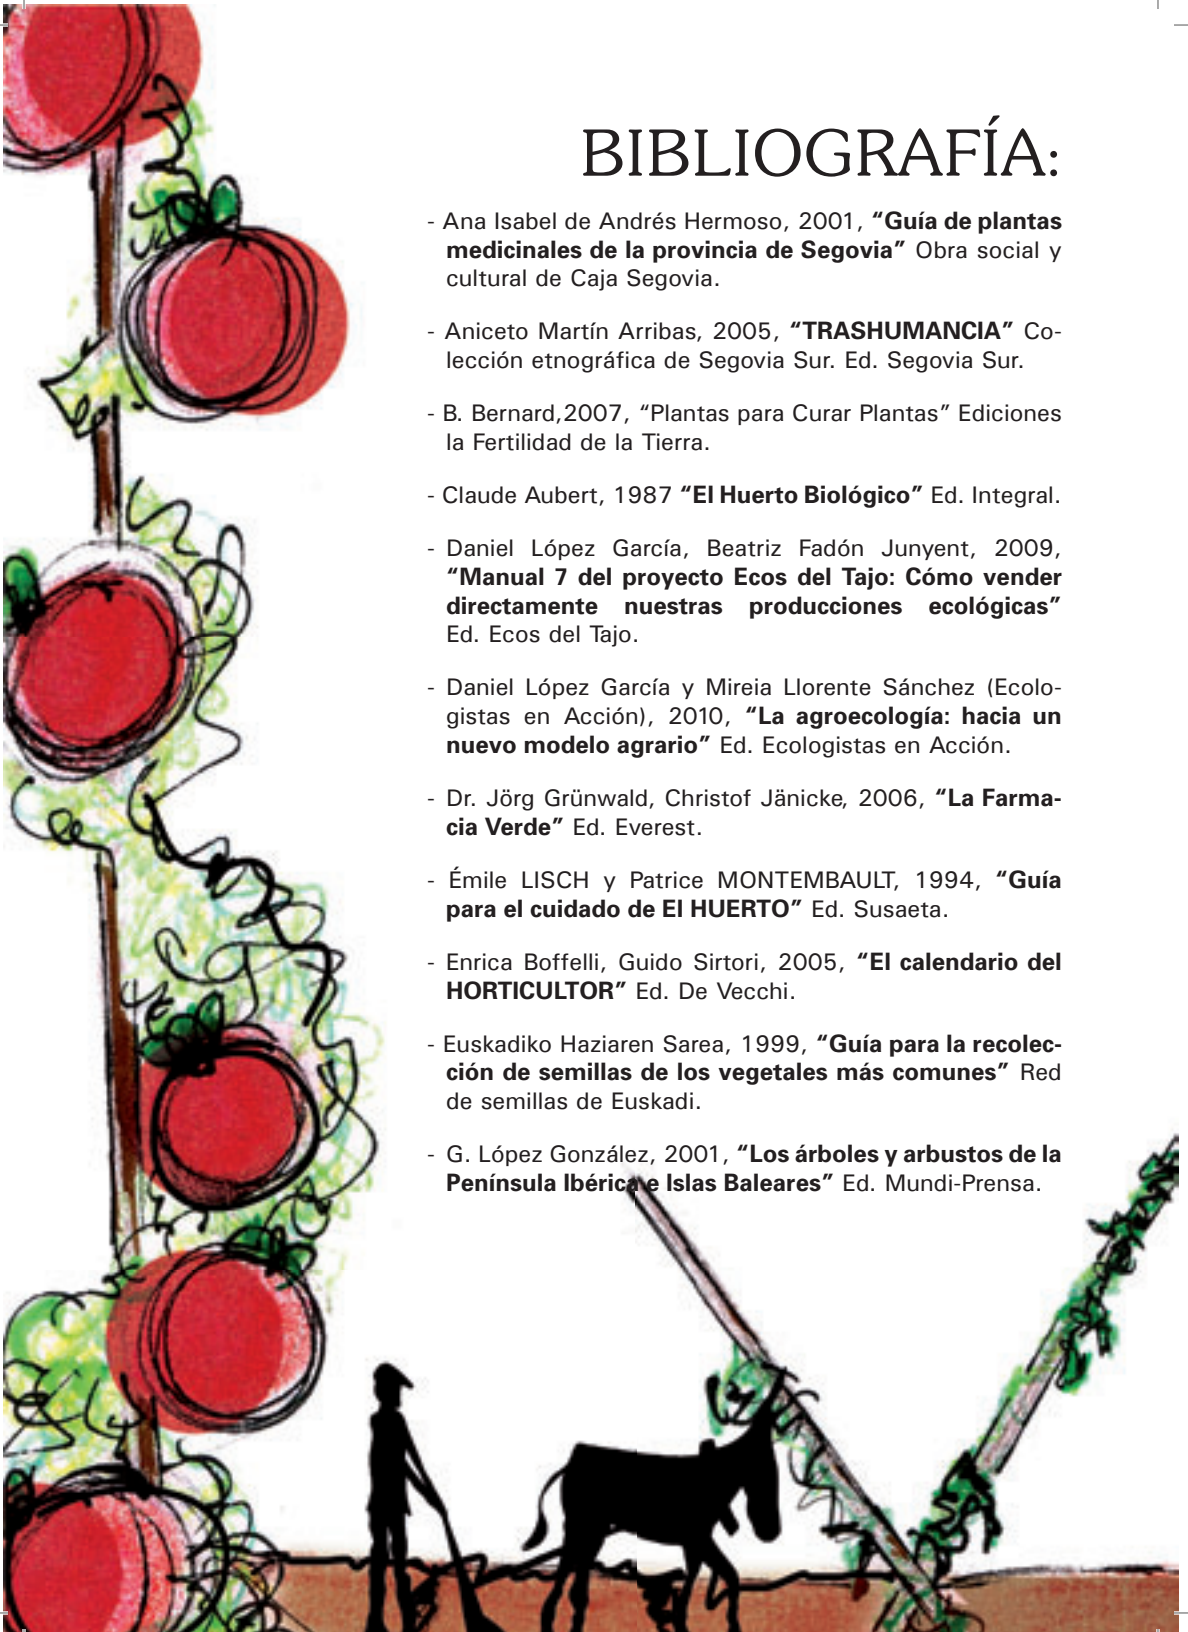 BIBLIOGRAFÍA:
- Ana Isabel de Andrés Hermoso, 2001, “Guía de plantas
medicinales de la provincia de Segovia” Obra social y
cultural de Caja Segovia.
- Aniceto Martín Arribas, 2005, “TRASHUMANCIA” Co-
lección etnográfica de Segovia Sur. Ed. Segovia Sur.
- B. Bernard,2007, “Plantas para Curar Plantas” Ediciones
la Fertilidad de la Tierra.
- Claude Aubert, 1987 “El Huerto Biológico” Ed. Integral.
- Daniel López García, Beatriz Fadón Junyent, 2009,
“Manual 7 del proyecto Ecos del Tajo: Cómo vender
directamente nuestras producciones ecológicas”
Ed. Ecos del Tajo.
- Daniel López García y Mireia Llorente Sánchez (Ecolo-
gistas en Acción), 2010, “La agroecología: hacia un
nuevo modelo agrario” Ed. Ecologistas en Acción.
- Dr. Jörg Grünwald, Christof Jänicke, 2006, “La Farma-
cia Verde” Ed. Everest.
- Émile LISCH y Patrice MONTEMBAULT, 1994, “Guía
para el cuidado de El HUERTO” Ed. Susaeta.
- Enrica Boffelli, Guido Sirtori, 2005, “El calendario del
HORTICULTOR” Ed. De Vecchi.
- Euskadiko Haziaren Sarea, 1999, “Guía para la recolec-
ción de semillas de los vegetales más comunes” Red
de semillas de Euskadi.
- G. López González, 2001, “Los árboles y arbustos de la
Península Ibérica e Islas Baleares” Ed. Mundi-Prensa.